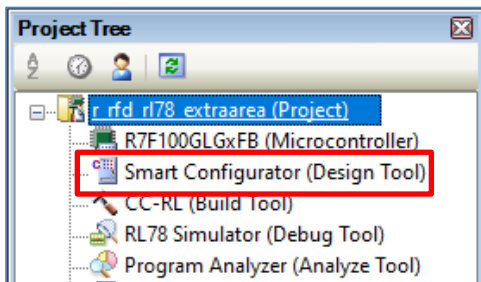 Project Tree
r_rfd_rl78_extraarea (Project)
R7F100GLGxFB (Microcontroller)
Smart Configurator (Design Tool)
CC-RL (Build Tool)
RL78 Simulator (Debug Tool)
Program Analyzer (Analyze Tool)